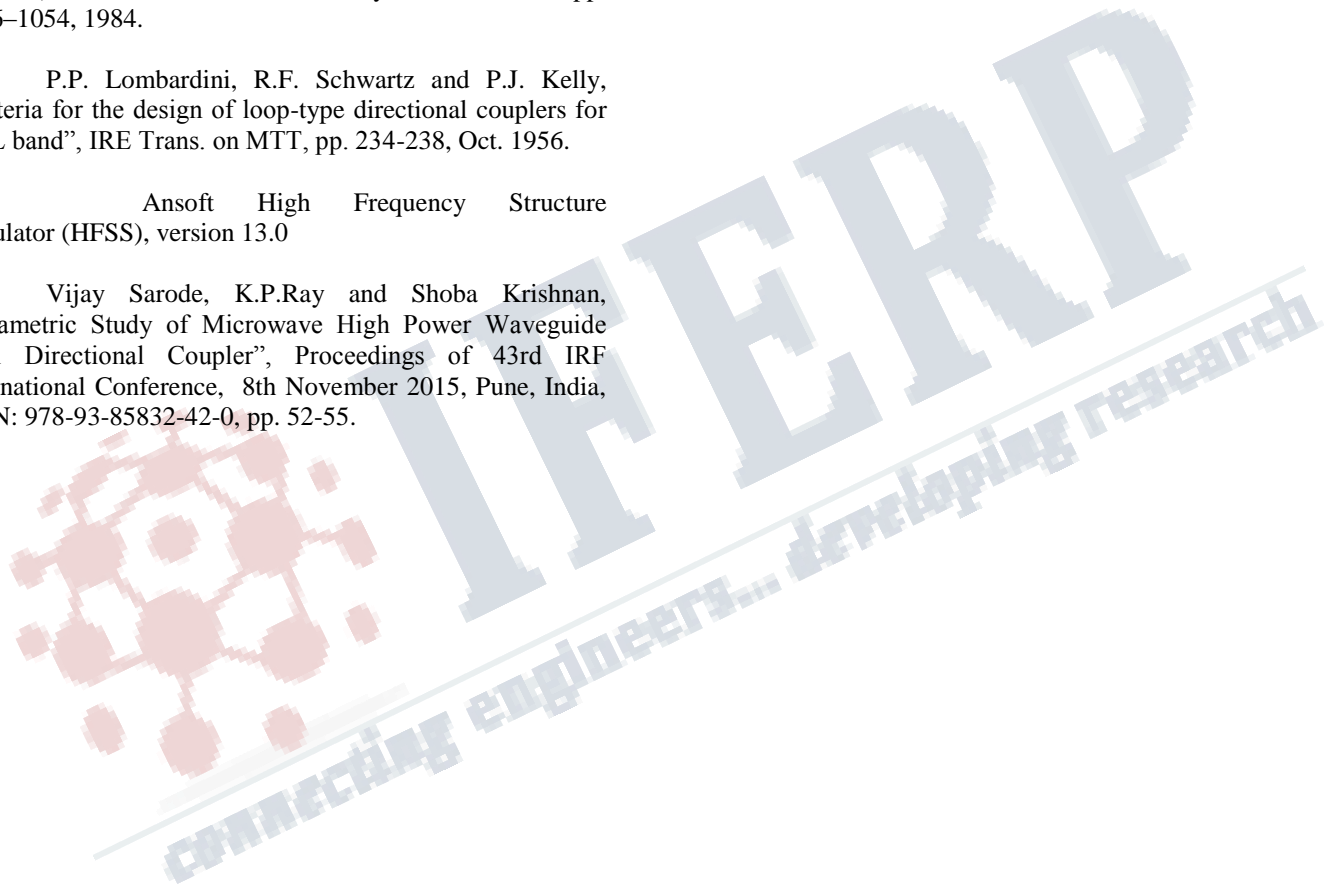 –1054, 1984.
P.P. Lombardini, R.F. Schwartz and P.J. Kelly,
teria for the design of loop-type directional couplers for
L band”, IRE Trans. on MTT, pp. 234-238, Oct. 1956.
Ansoft High Frequency Structure
ulator (HFSS), version 13.0
Vijay Sarode, K.P.Ray and Shoba Krishnan,
ametric Study of Microwave High Power Waveguide
Directional Coupler”, Proceedings of 43rd IRF
national Conference, 8th November 2015, Pune, India,
N: 978-93-85832-42-0, pp. 52-55.
IFERP
connecting engineers... developing research